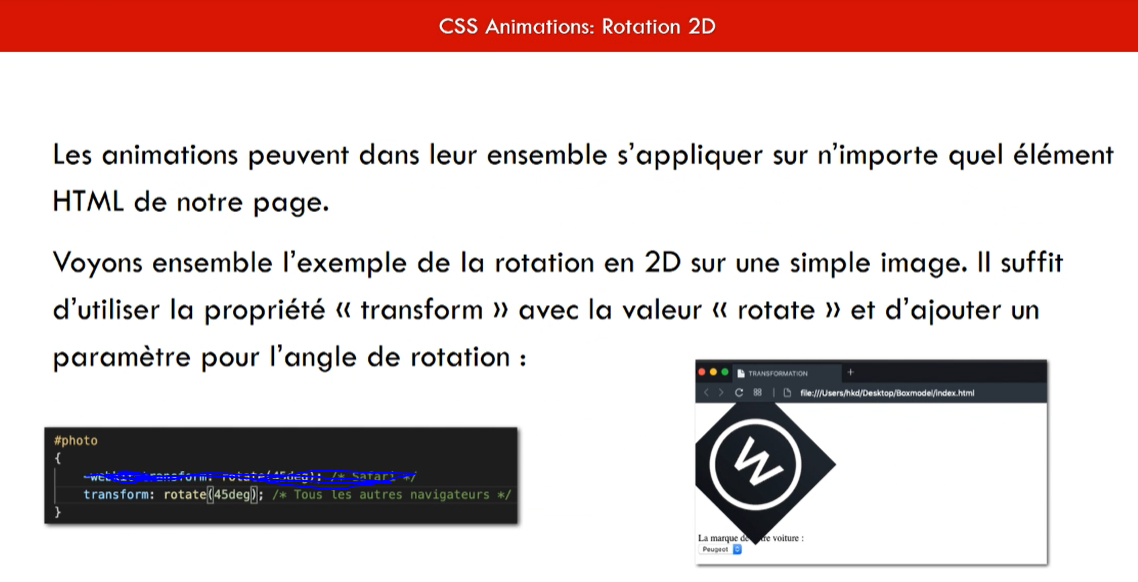 CSS Animations: Rotation 2D
Les animations peuvent dans leur ensemble s’appliquer sur n’importe quel élément
HTML de notre page.
Voyons ensemble l’exemple de la rotation en 2D sur une simple image. Il suffit
d’utiliser la propriété « transform » avec la valeur « rotate » et d’ajouter un
paramètre pour l’angle de rotation :
#photo
{
-webkit-transform: rotate(45deg); /* Safari */
transform: rotate(45deg); /* Tous les autres navigateurs */
}
TRANSFORMATION
file:///Users/hkd/Desktop/Boxmodel/index.html
W
La marque de voiture :
Peugeot